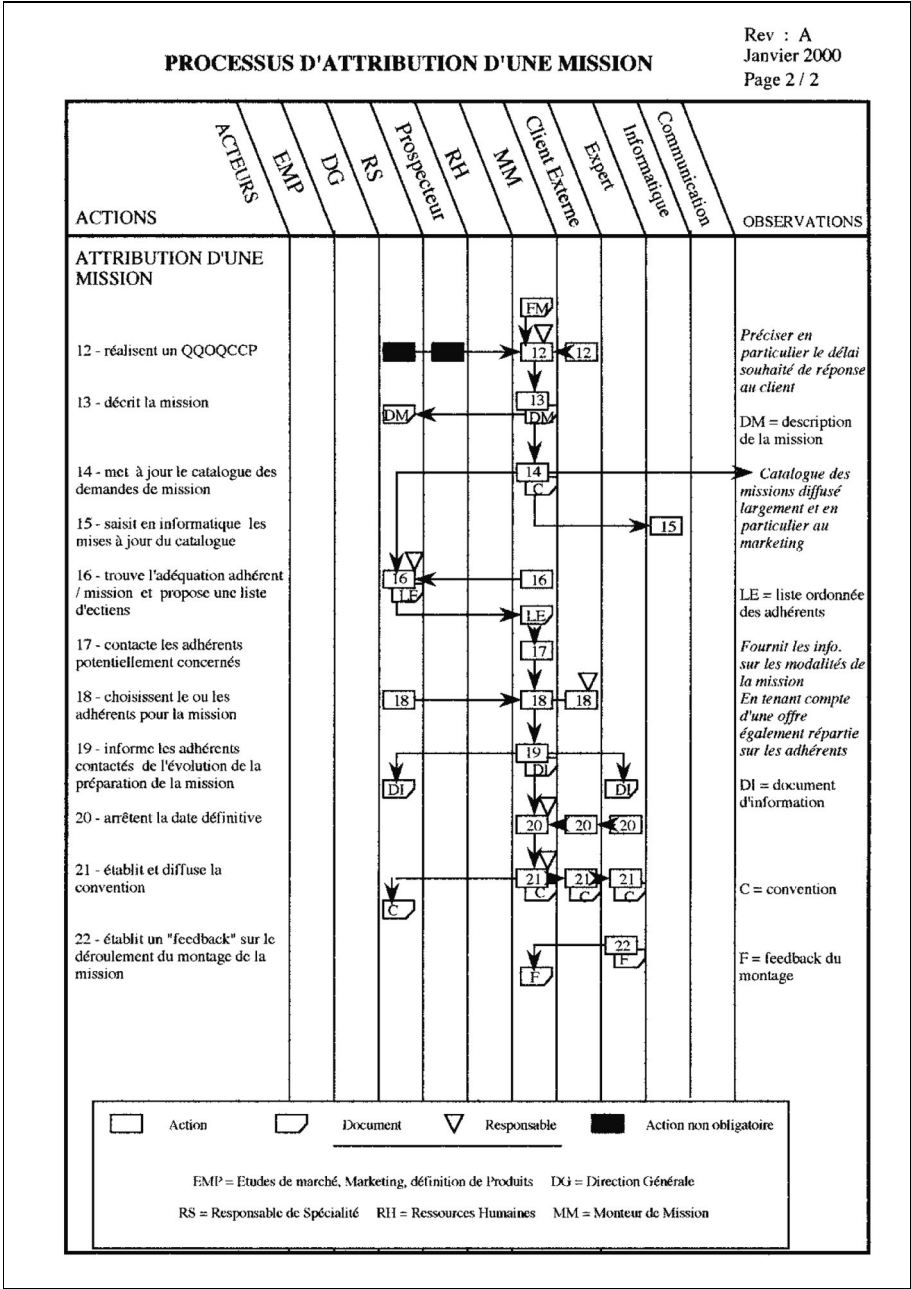 Rev : A
Janvier 2000
Page 2 / 2
PROCESSUS D'ATTRIBUTION D'UNE MISSION
ACTEURS
EMP
DG
RS
Prospecteur
RH
MM
Client Externe
Expert
Informatique
Communication
ACTIONS
OBSERVATIONS
ATTRIBUTION D'UNE
MISSION
FM
12 - réalisent un QQOQCCP
12
12
Préciser en
particulier le délai
souhaité de réponse
au client
13 - décrit la mission
13
DM
DM
DM = description
de la mission
14 - met à jour le catalogue des
demandes de mission
14
C
Catalogue des
missions diffusé
largement et en
particulier au
marketing
15 - saisit en informatique les
mises à jour du catalogue
15
16 - trouve l'adéquation adhérent
/ mission et propose une liste
d'ectiens
16
LE
16
LE
LE = liste ordonnée
des adhérents
17 - contacte les adhérents
potentiellement concernés
17
Fournit les info.
sur les modalités de
la mission
18 - choisissent le ou les
adhérents pour la mission
18
18
18
En tenant compte
d'une offre
également répartie
sur les adhérents
19 - informe les adhérents
contactés de l'évolution de la
préparation de la mission
19
DI
DI
DI
DI = document
d'information
20 - arrêtent la date définitive
20
20
20
21 - établit et diffuse la
convention
21
C
21
C
21
C
C
C = convention
22 - établit un "feedback" sur le
déroulement du montage de la
mission
22
F
F
F = feedback du
montage
Action
Document
Responsable
Action non obligatoire
EMP = Etudes de marché, Marketing, définition de Produits DG = Direction Générale
RS = Responsable de Spécialité RH = Ressources Humaines MM = Monteur de Mission